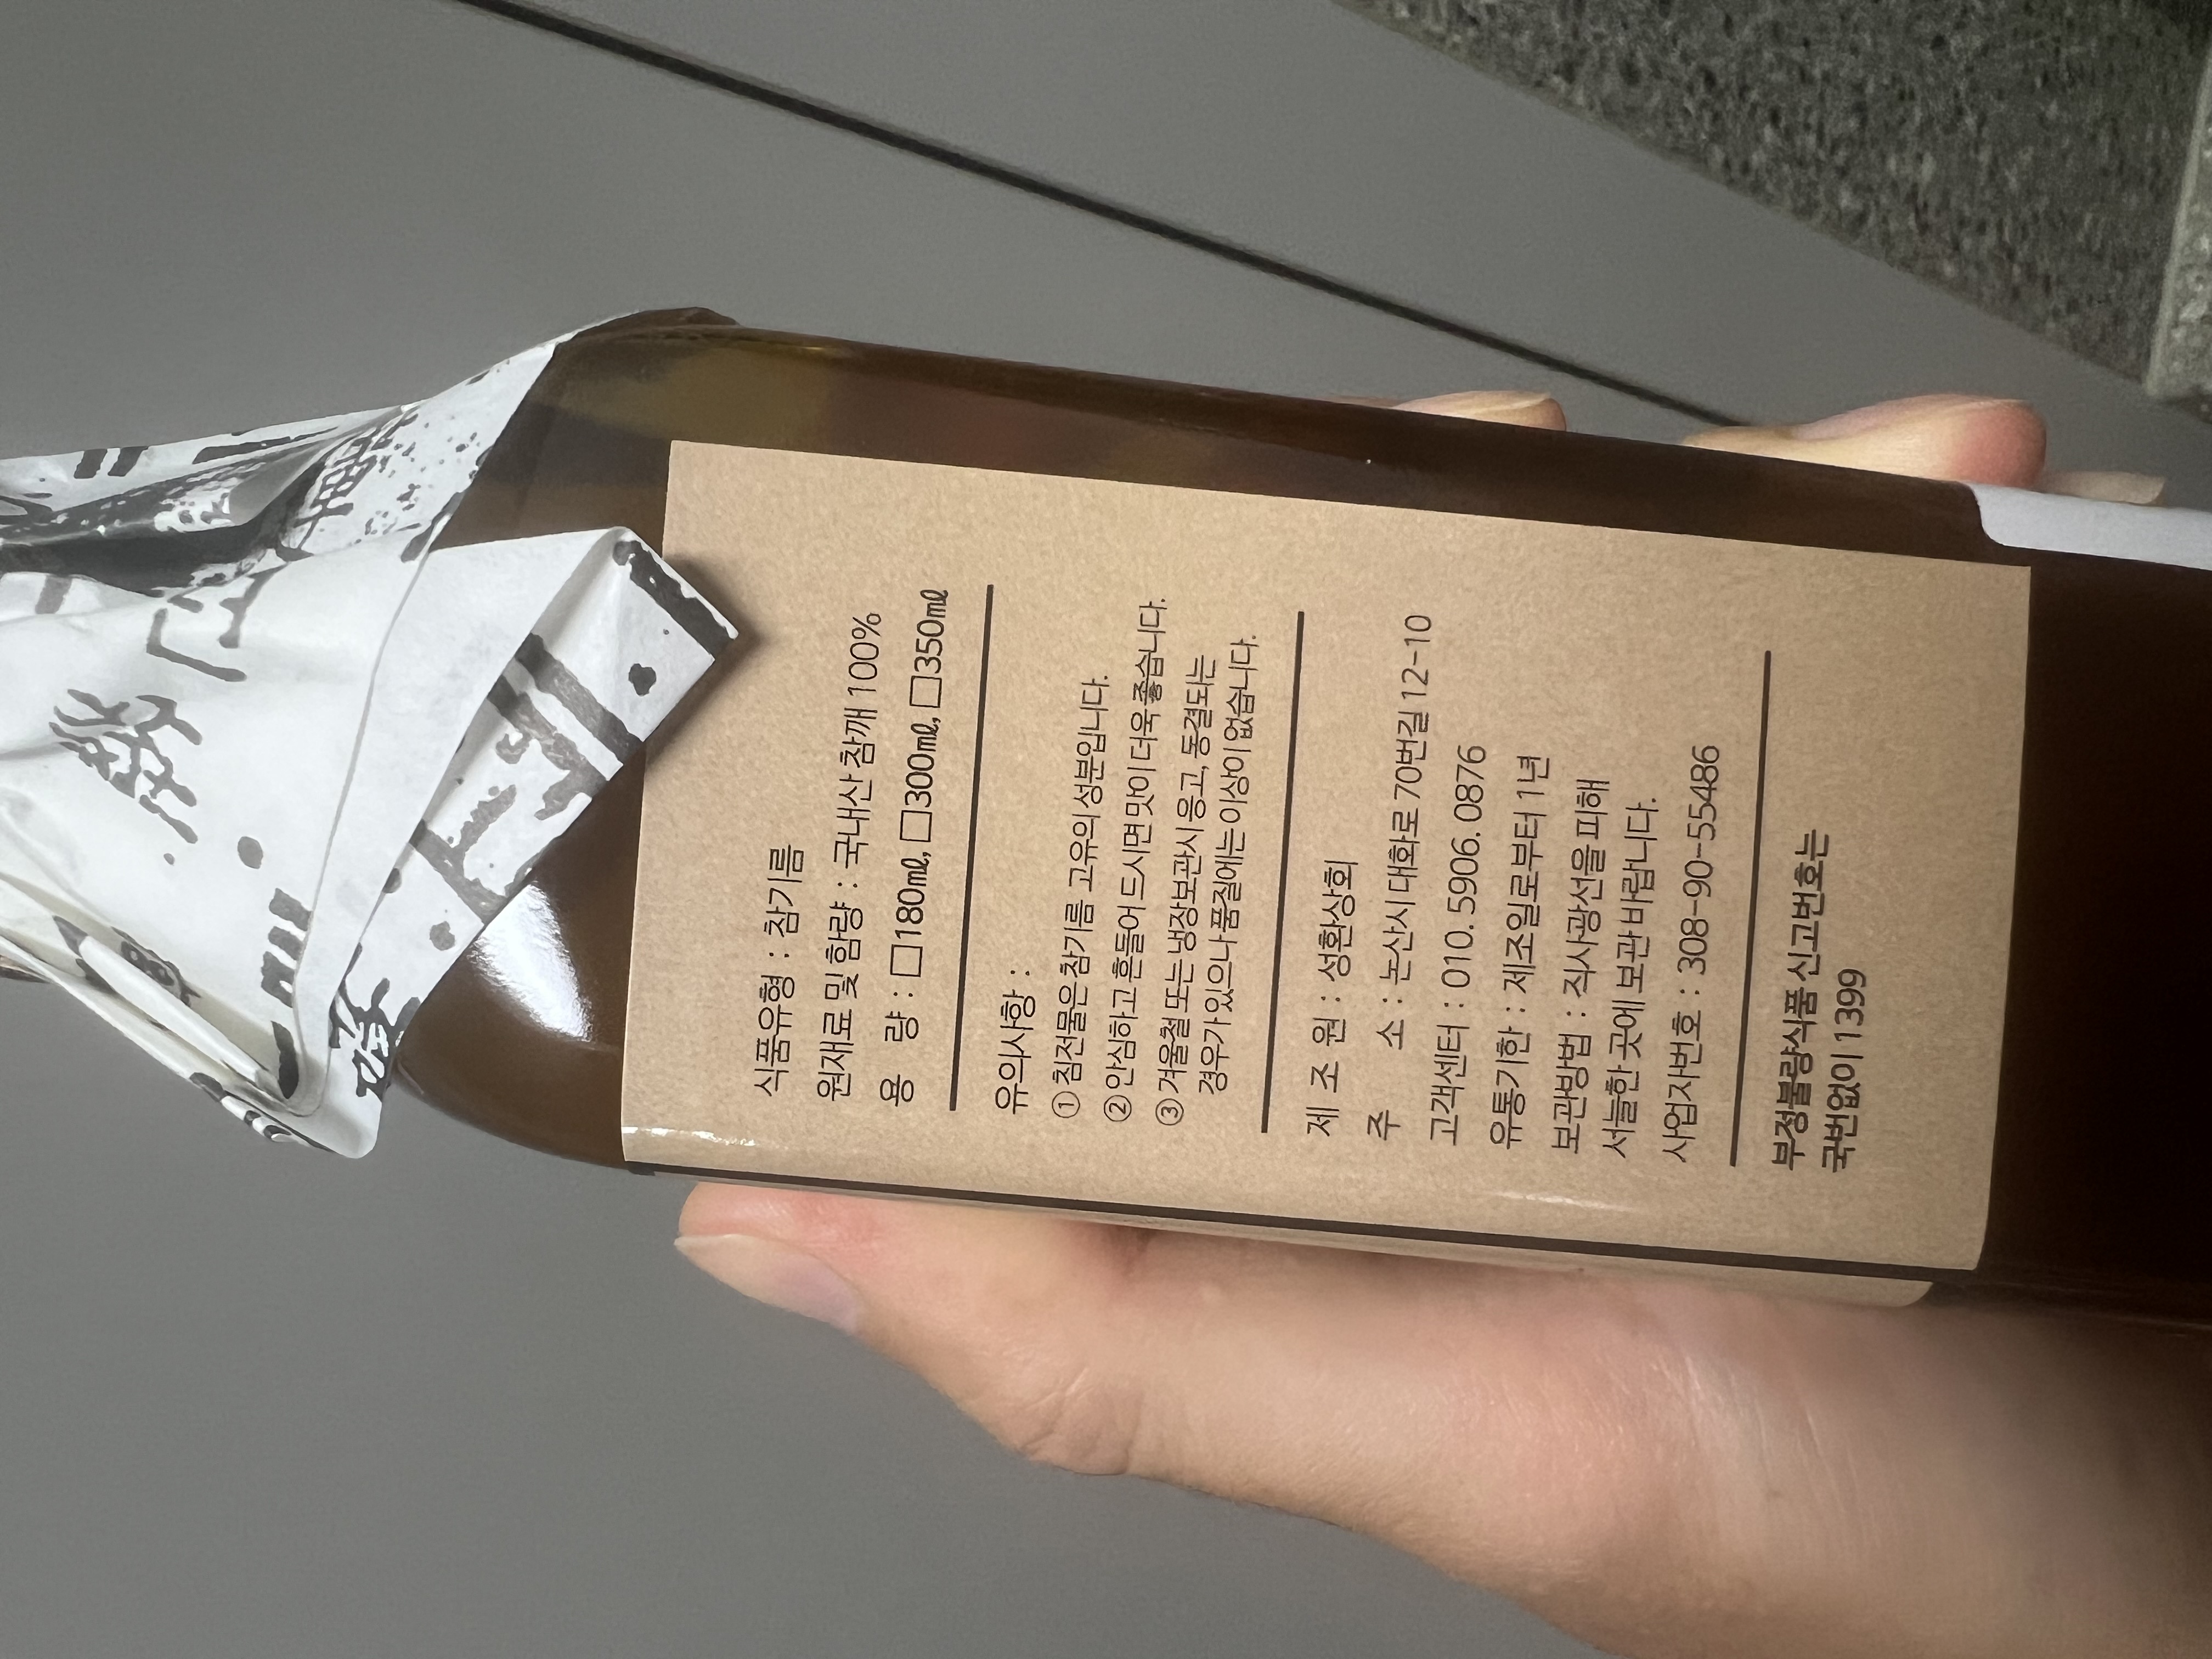 식품유형 : 참기름
원재료 및 함량 : 국내산 참깨 100%
용 량 : □180㎖, □300㎖, □350㎖
유의사항 :
① 침전물은 참기름 고유의 성분입니다.
② 안심하고 흔들어 드시면 맛이 더욱 좋습니다.
③ 겨울철 또는 냉장보관시 응고, 동결되는
경우가 있으나 품질에는 이상이 없습니다.
제 조 원 : 성환상회
주 소 : 논산시 대화로 70번길 12-10
고객센터 : 010. 5906. 0876
유통기한 : 제조일로부터 1년
보관방법 : 직사광선을 피해
서늘한 곳에 보관 바랍니다.
사업자번호 : 308-90-55486
부정불량식품 신고번호는
국번없이 1399